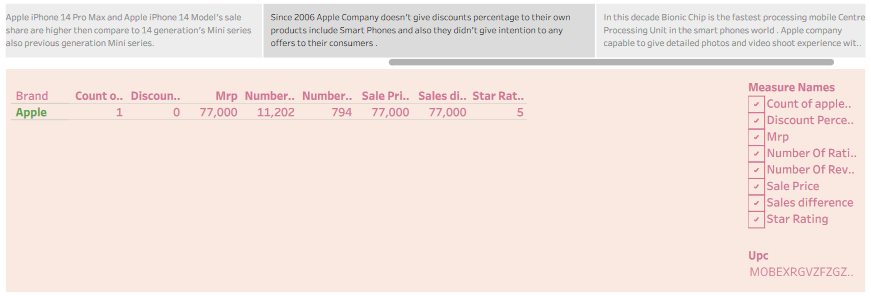 Apple iPhone 14 Pro Max and Apple iPhone 14 Model's sale
share are higher then compare to 14 generation's Mini series
also previous generation Mini series.
Since 2006 Apple Company doesn't give discounts percentage to their own
products include Smart Phones and also they didn't give intention to any
offers to their consumers .
In this decade Bionic Chip is the fastest processing mobile Centre
Processing Unit in the smart phones world . Apple company
capable to give detailed photos and video shoot experience wit..
Brand Count o.. Discoun.. Mrp Number.. Number.. Sale Pri.. Sales di.. Star Rat..
Apple 1 0 77,000 11,202 794 77,000 77,000 5
Measure Names
Count of apple..
Discount Perce..
Mrp
Number Of Rati..
Number Of Rev..
Sale Price
Sales difference
Star Rating
Upc
MOBEXRGVZFZGZ..